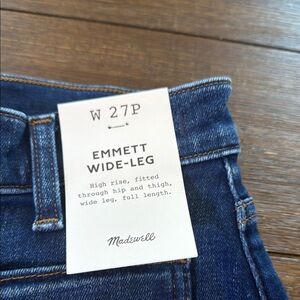 W 27P
EMMETT
WIDE-LEG
High rise, fitted
through hip and thigh,
wide leg, full length.
Madewell